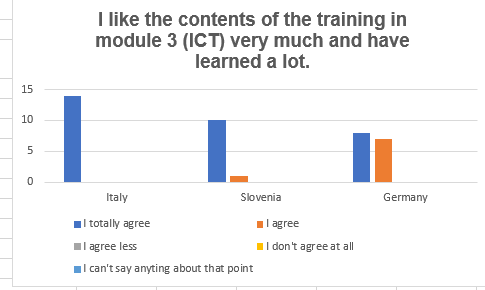 I like the contents of the training in
module 3 (ICT) very much and have
learned a lot.
15
10
5
0
Italy Slovenia Germany
I totally agree I agree
I agree less I don't agree at all
I can't say anyting about that point